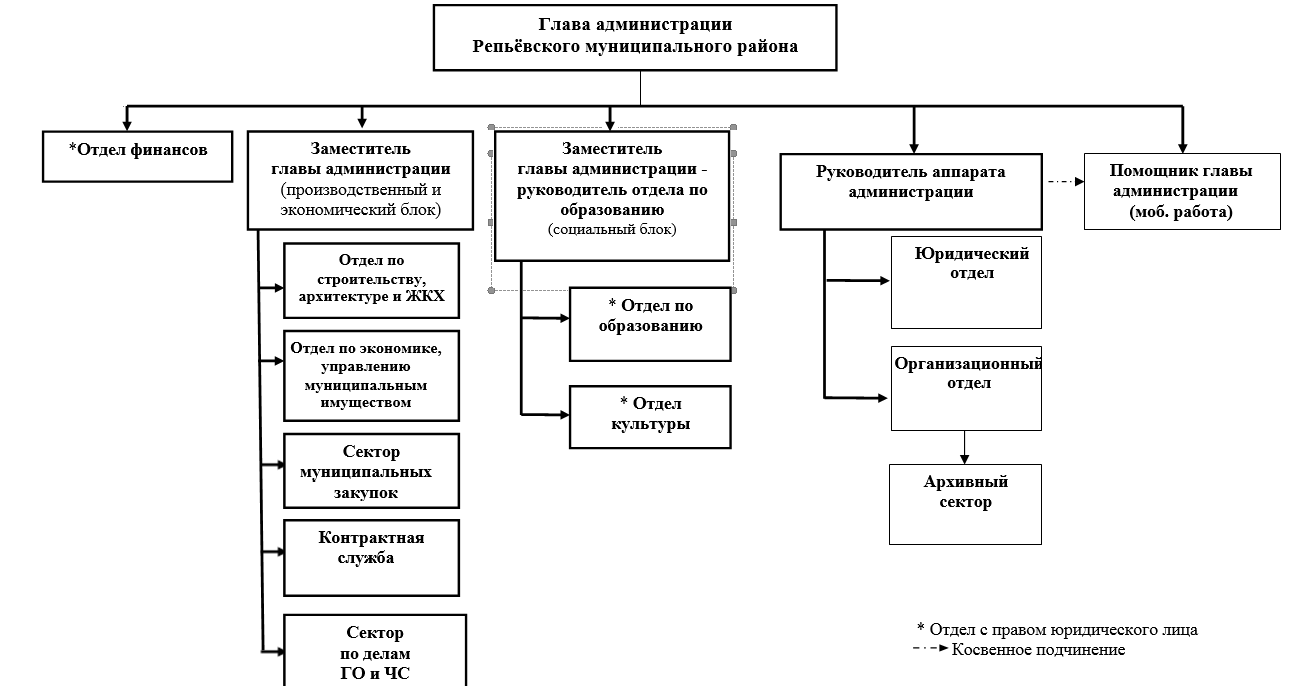 Глава администрации
Репьёвского муниципального района
*Отдел финансов
Заместитель
главы администрации
(производственный и
экономический блок)
Отдел по
строительству,
архитектуре и ЖКХ
Отдел по экономике,
управлению
муниципальным
имуществом
Сектор
муниципальных
закупок
Контрактная
служба
Сектор
по делам
ГО и ЧС
Заместитель
главы администрации -
руководитель отдела по
образованию
(социальный блок)
* Отдел по
образованию
* Отдел
культуры
Руководитель аппарата
администрации
Юридический
отдел
Организационный
отдел
Архивный
сектор
Помощник главы
администрации
(моб. работа)
* Отдел с правом юридического лица
Косвенное подчинение